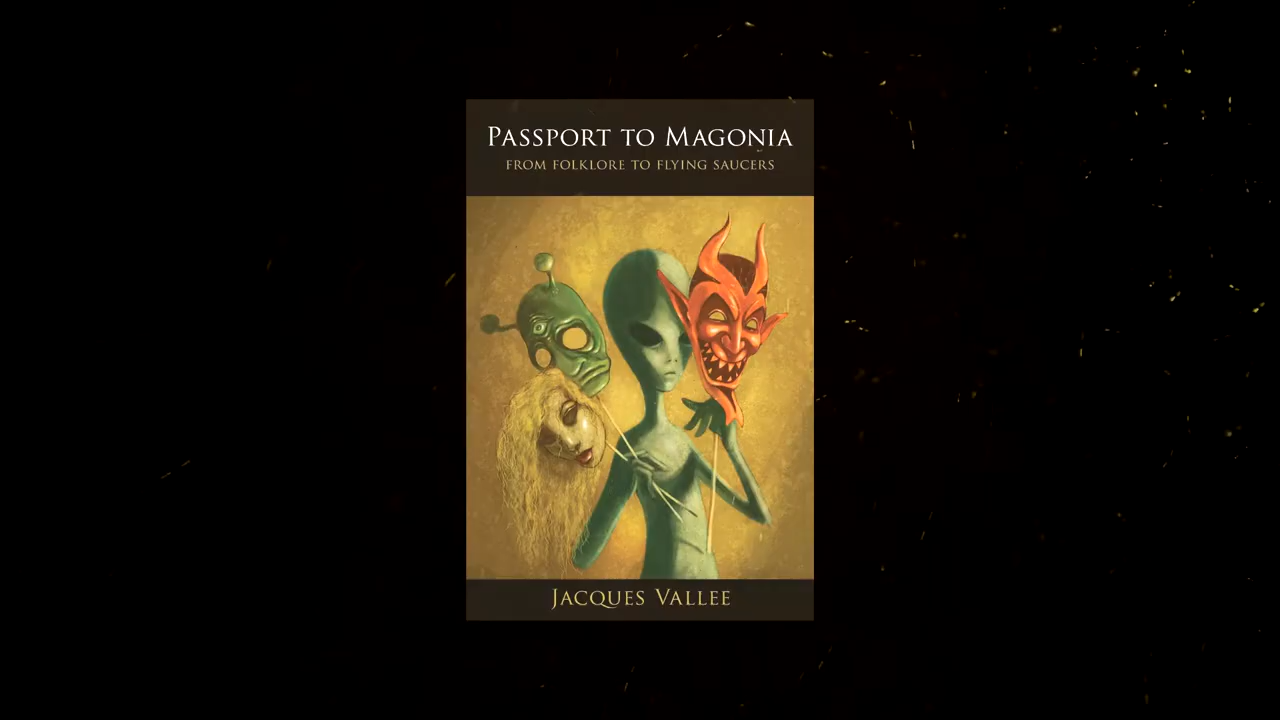 PASSPORT TO MAGONIA
FROM FOLKLORE TO FLYING SAUCERS
JACQUES VALLEE